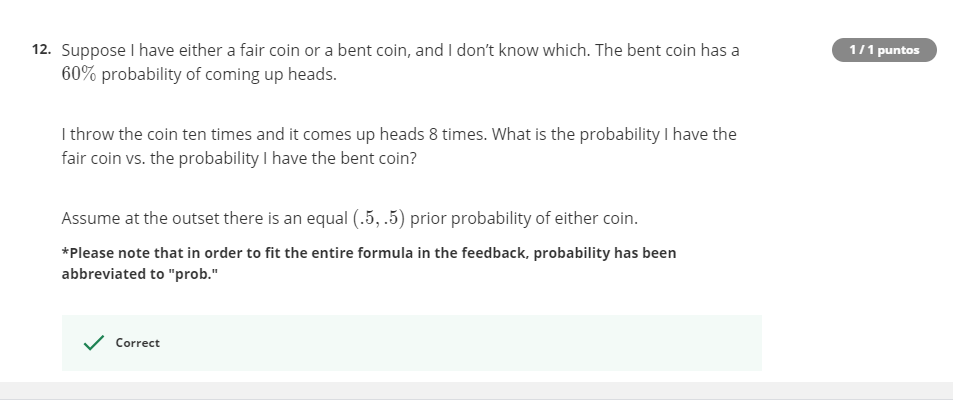 12. Suppose I have either a fair coin or a bent coin, and I don’t know which. The bent coin has a
1 / 1 puntos
60% probability of coming up heads.
I throw the coin ten times and it comes up heads 8 times. What is the probability I have the
fair coin vs. the probability I have the bent coin?
Assume at the outset there is an equal (.5, .5) prior probability of either coin.
*Please note that in order to fit the entire formula in the feedback, probability has been
abbreviated to "prob."
Correct